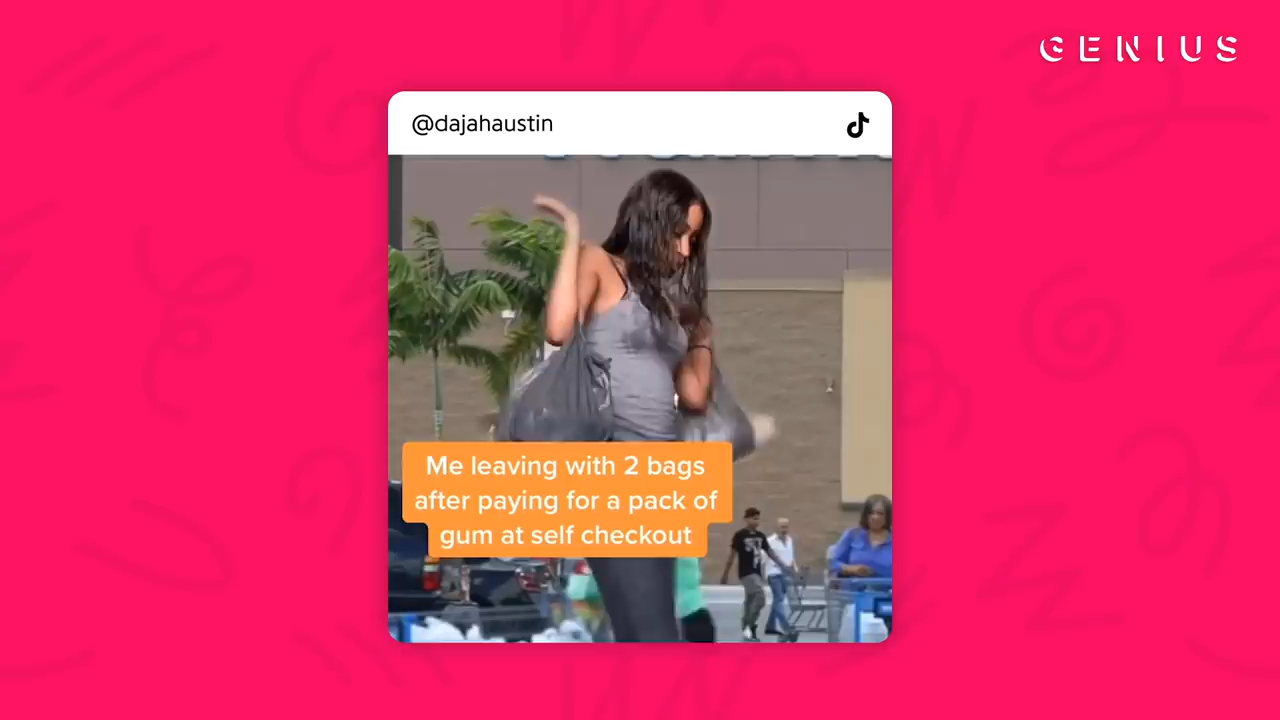 GENIUS
@dajahaustin
Me leaving with 2 bags
after paying for a pack of
gum at self checkout